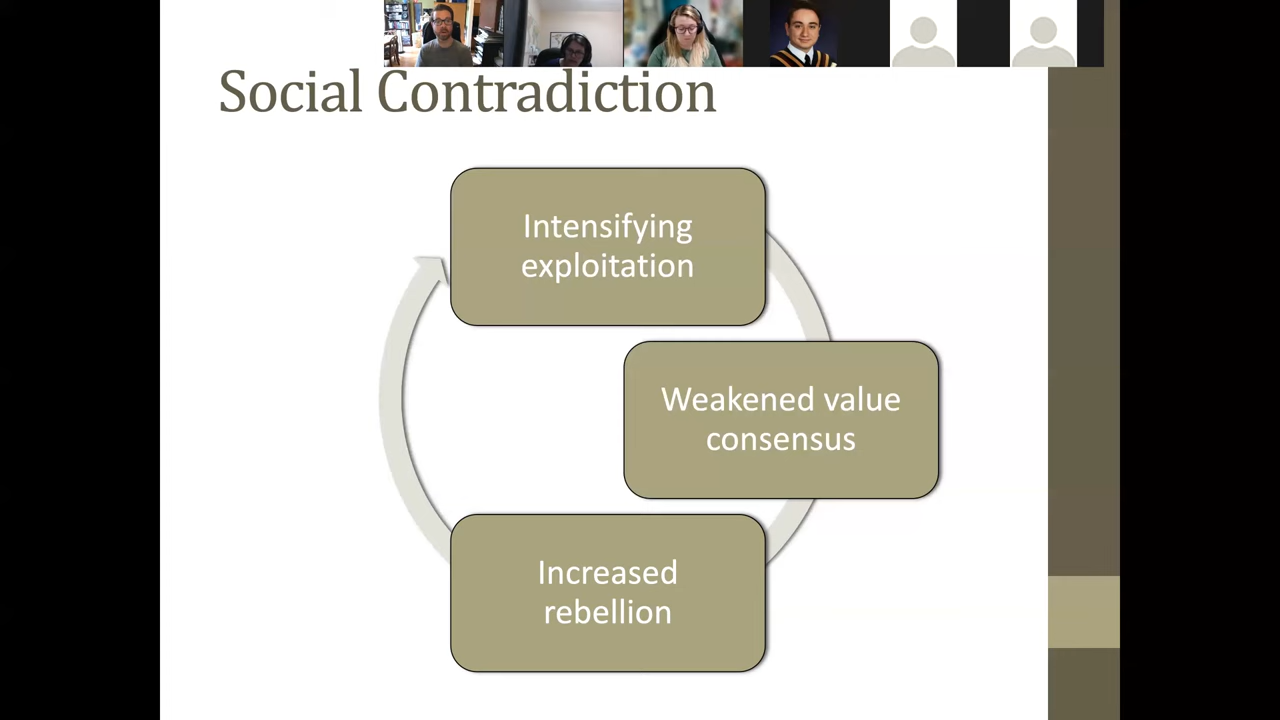 Social Contradiction
Intensifying
exploitation
Weakened value
consensus
Increased
rebellion